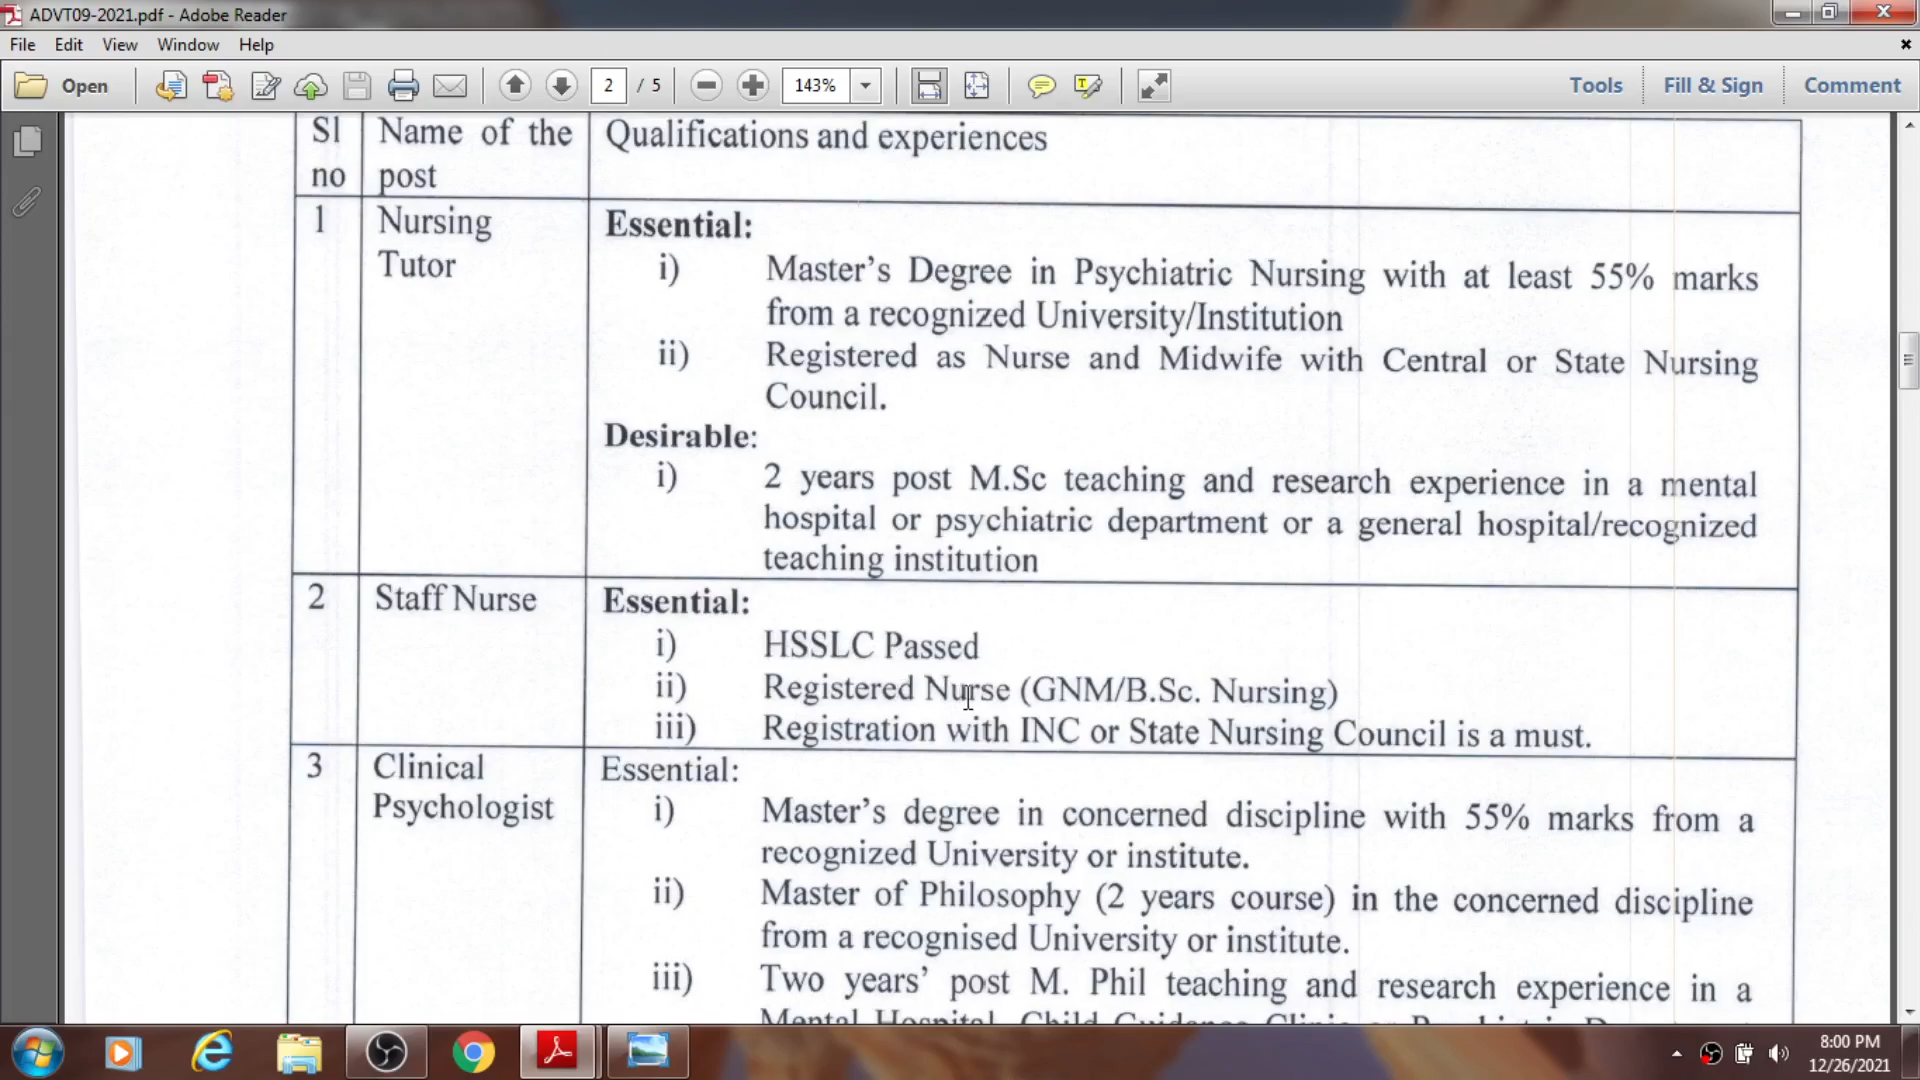 ADVT09-2021.pdf - Adobe Reader
File Edit View Window Help
Open 2 / 5 143% Tools Fill & Sign Comment
Sl no Name of the post Qualifications and experiences
1 Nursing Tutor
Essential:
i) Master's Degree in Psychiatric Nursing with at least 55% marks
from a recognized University/Institution
ii) Registered as Nurse and Midwife with Central or State Nursing
Council.
Desirable:
i) 2 years post M.Sc teaching and research experience in a mental
hospital or psychiatric department or a general hospital/recognized
teaching institution
2 Staff Nurse
Essential:
i) HSSLC Passed
ii) Registered Nurse (GNM/B.Sc. Nursing)
iii) Registration with INC or State Nursing Council is a must.
3 Clinical Psychologist
Essential:
i) Master's degree in concerned discipline with 55% marks from a
recognized University or institute.
ii) Master of Philosophy (2 years course) in the concerned discipline
from a recognised University or institute.
iii) Two years' post M. Phil teaching and research experience in a
Mental Hospital, Child Guidance Clinic or
8:00 PM
12/26/2021